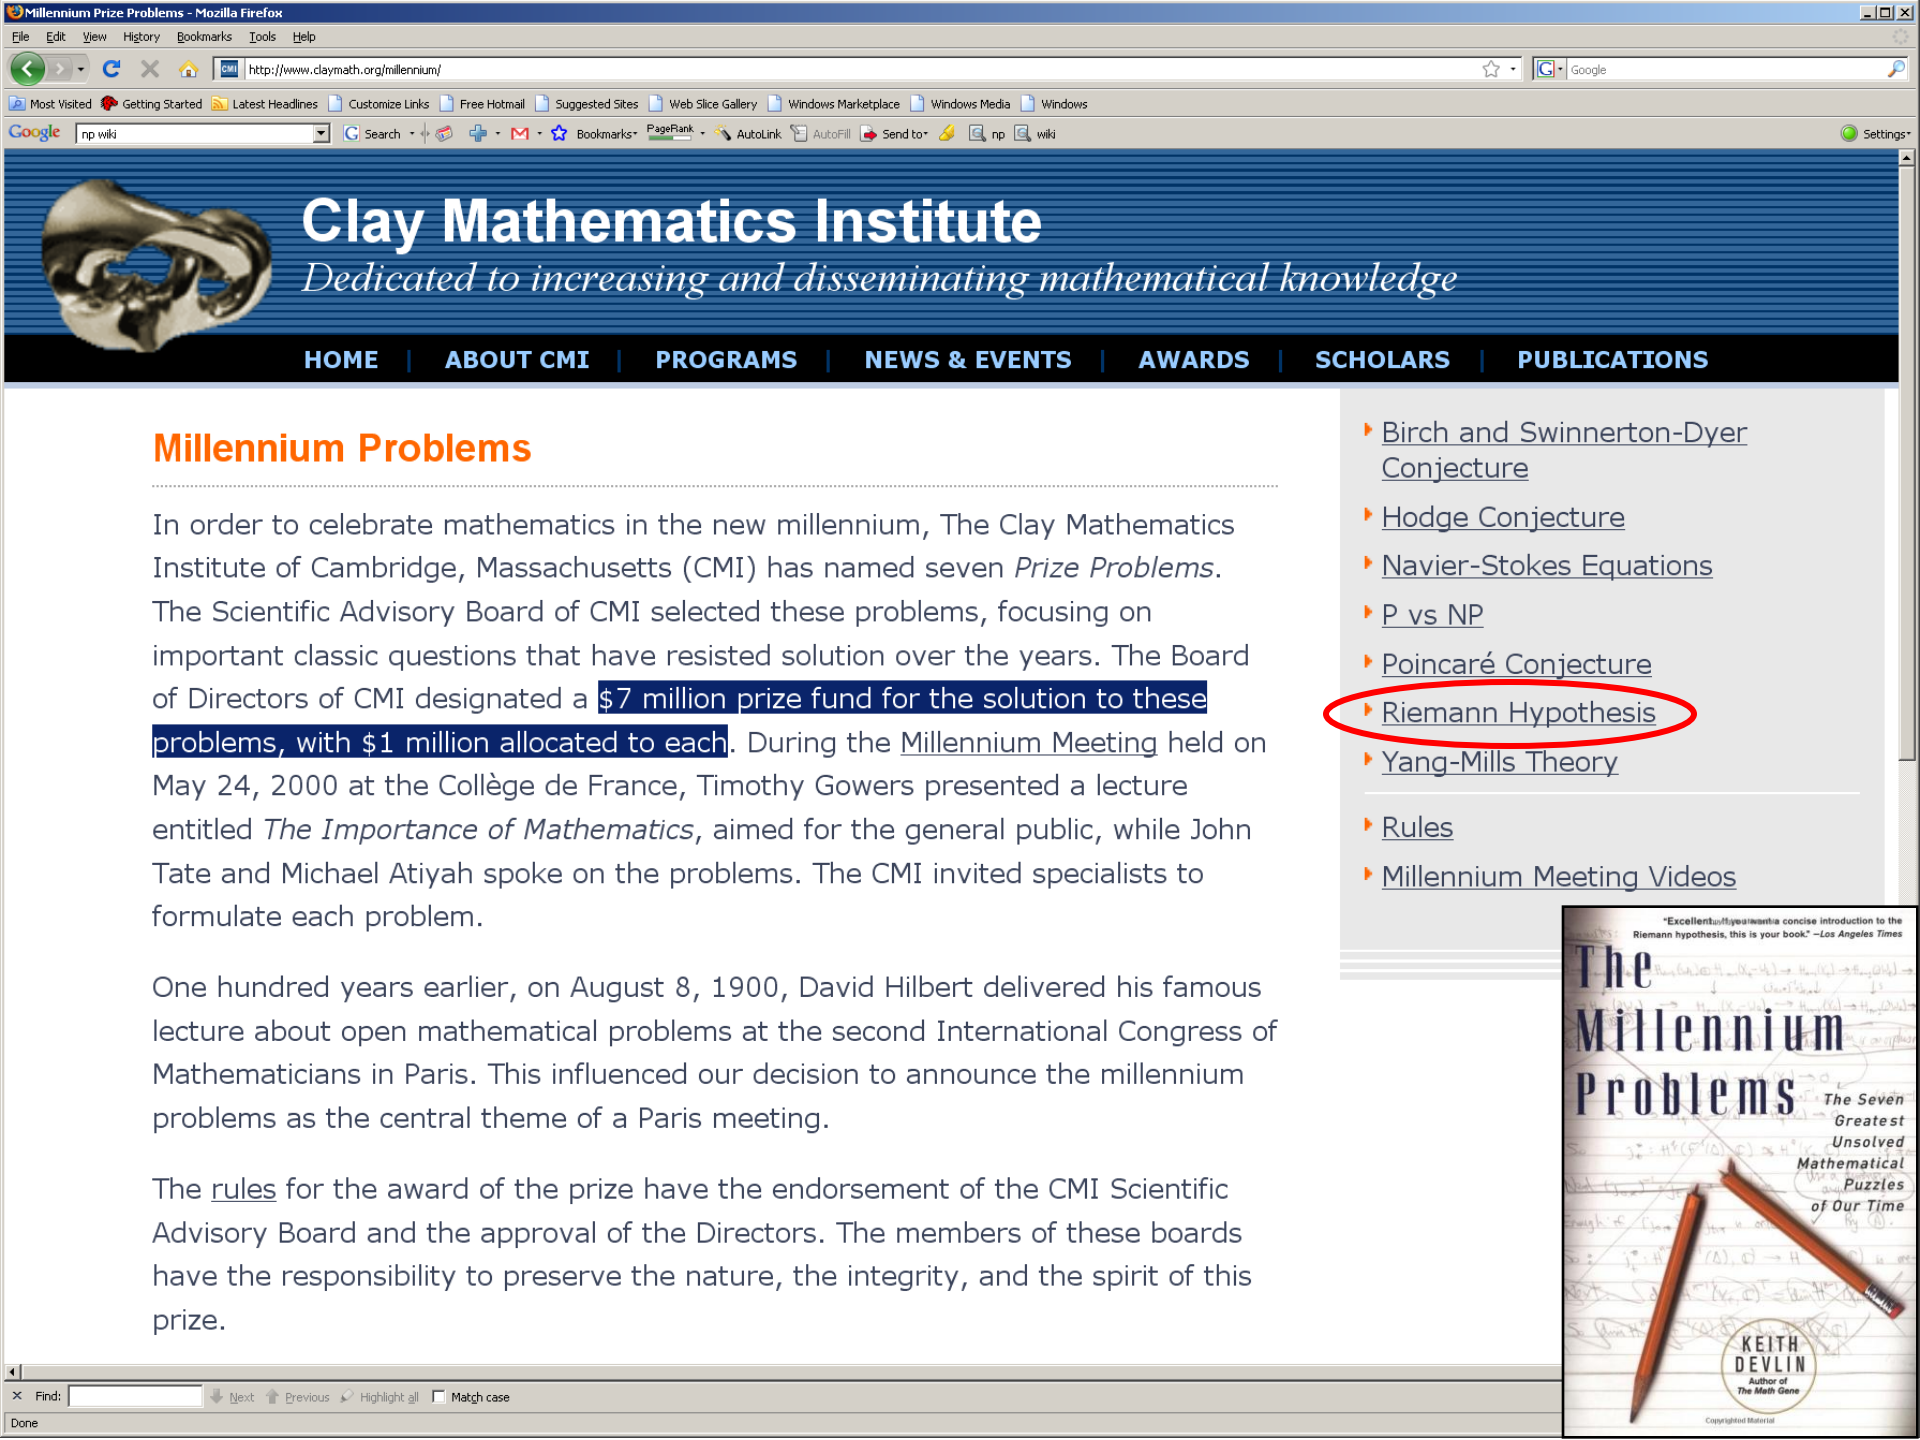 Millennium Prize Problems - Mozilla Firefox
File Edit View History Bookmarks Tools Help
CMI http://www.claymath.org/millennium/ G Google
Most Visited Getting Started Latest Headlines Customize Links Free Hotmail Suggested Sites Web Slice Gallery Windows Marketplace Windows Media Windows
Google np wiki G Search Bookmarks PageRank AutoLink AutoFill Send to np wiki Settings
Clay Mathematics Institute
Dedicated to increasing and disseminating mathematical knowledge
HOME | ABOUT CMI | PROGRAMS | NEWS & EVENTS | AWARDS | SCHOLARS | PUBLICATIONS
Millennium Problems
In order to celebrate mathematics in the new millennium, The Clay Mathematics
Institute of Cambridge, Massachusetts (CMI) has named seven Prize Problems.
The Scientific Advisory Board of CMI selected these problems, focusing on
important classic questions that have resisted solution over the years. The Board
of Directors of CMI designated a $7 million prize fund for the solution to these
problems, with $1 million allocated to each. During the Millennium Meeting held on
May 24, 2000 at the Collège de France, Timothy Gowers presented a lecture
entitled The Importance of Mathematics, aimed for the general public, while John
Tate and Michael Atiyah spoke on the problems. The CMI invited specialists to
formulate each problem.
One hundred years earlier, on August 8, 1900, David Hilbert delivered his famous
lecture about open mathematical problems at the second International Congress of
Mathematicians in Paris. This influenced our decision to announce the millennium
problems as the central theme of a Paris meeting.
The rules for the award of the prize have the endorsement of the CMI Scientific
Advisory Board and the approval of the Directors. The members of these boards
have the responsibility to preserve the nature, the integrity, and the spirit of this
prize.
Birch and Swinnerton-Dyer
Conjecture
Hodge Conjecture
Navier-Stokes Equations
P vs NP
Poincaré Conjecture
Riemann Hypothesis
Yang-Mills Theory
Rules
Millennium Meeting Videos
"Excellent concise introduction to the
Riemann hypothesis, this is your book." —Los Angeles Times
The
Millennium
Problems
The Seven
Greatest
Unsolved
Mathematical
Puzzles
of Our Time
KEITH
DEVLIN
Author of
The Math Gene
Copyrighted Material
Find: Next Previous Highlight all Match case
Done